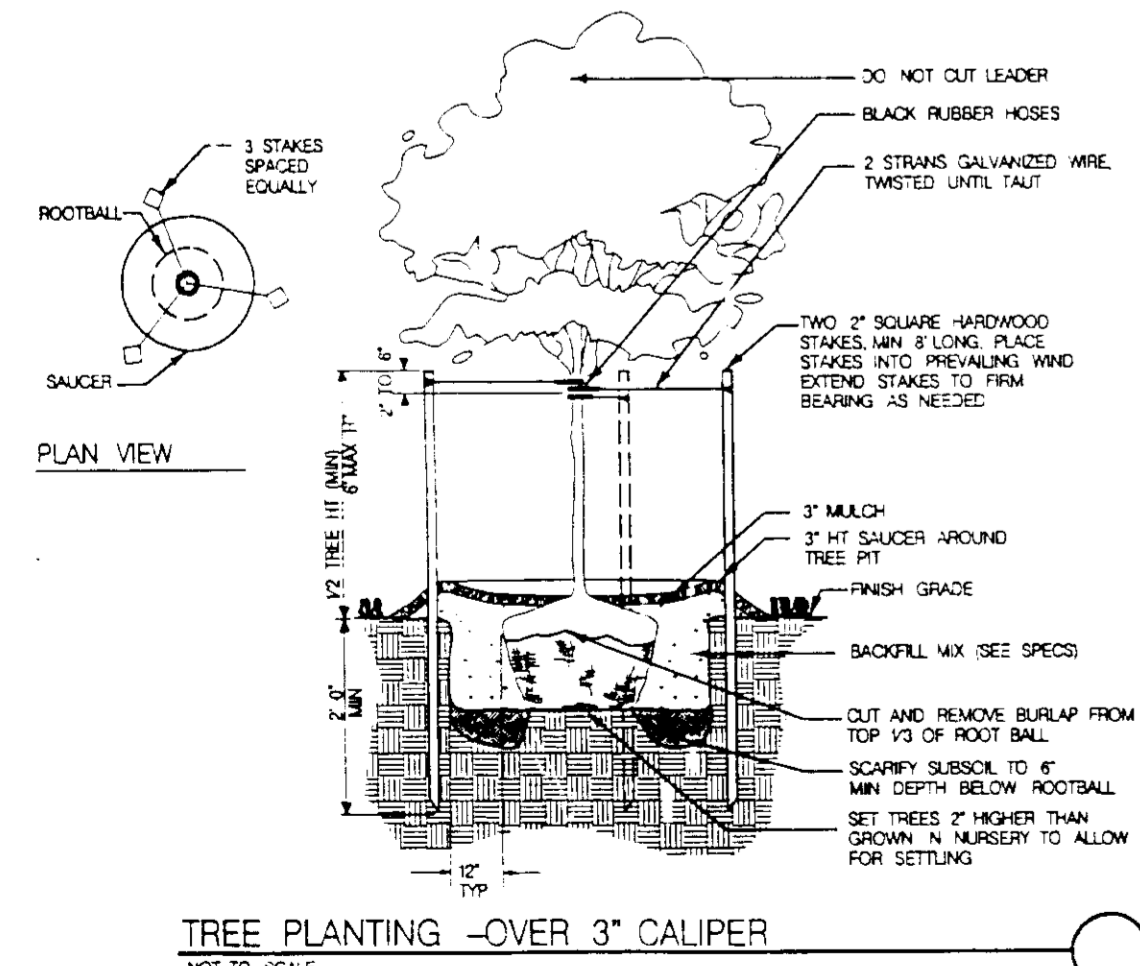 DO NOT CUT LEADER
BLACK RUBBER HOSES
2 STRANS GALVANIZED WIRE,
TWISTED UNTIL TAUT
3 STAKES
SPACED
EQUALLY
ROOTBALL
SAUCER
PLAN VIEW
TWO 2" SQUARE HARDWOOD
STAKES, MIN 8' LONG. PLACE
STAKES INTO PREVAILING WIND
EXTEND STAKES TO FIRM
BEARING AS NEEDED
2" TO 6"
1/2 TREE HT (MIN)
6" MAX
3" MULCH
3" HT SAUCER AROUND
TREE PIT
FINISH GRADE
BACKFILL MIX (SEE SPECS)
2' 0"
MIN
CUT AND REMOVE BURLAP FROM
TOP 1/3 OF ROOT BALL
SCARIFY SUBSOIL TO 6"
MIN DEPTH BELOW ROOTBALL
SET TREES 2" HIGHER THAN
GROWN N NURSERY TO ALLOW
FOR SETTLING
12"
TYP
TREE PLANTING -OVER 3" CALIPER
NOT TO SCALE